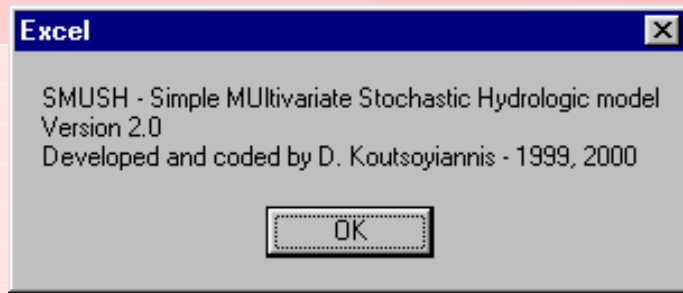 Excel
SMUSH - Simple MUltivariate Stochastic Hydrologic model
Version 2.0
Developed and coded by D. Koutsoyiannis - 1999, 2000
OK